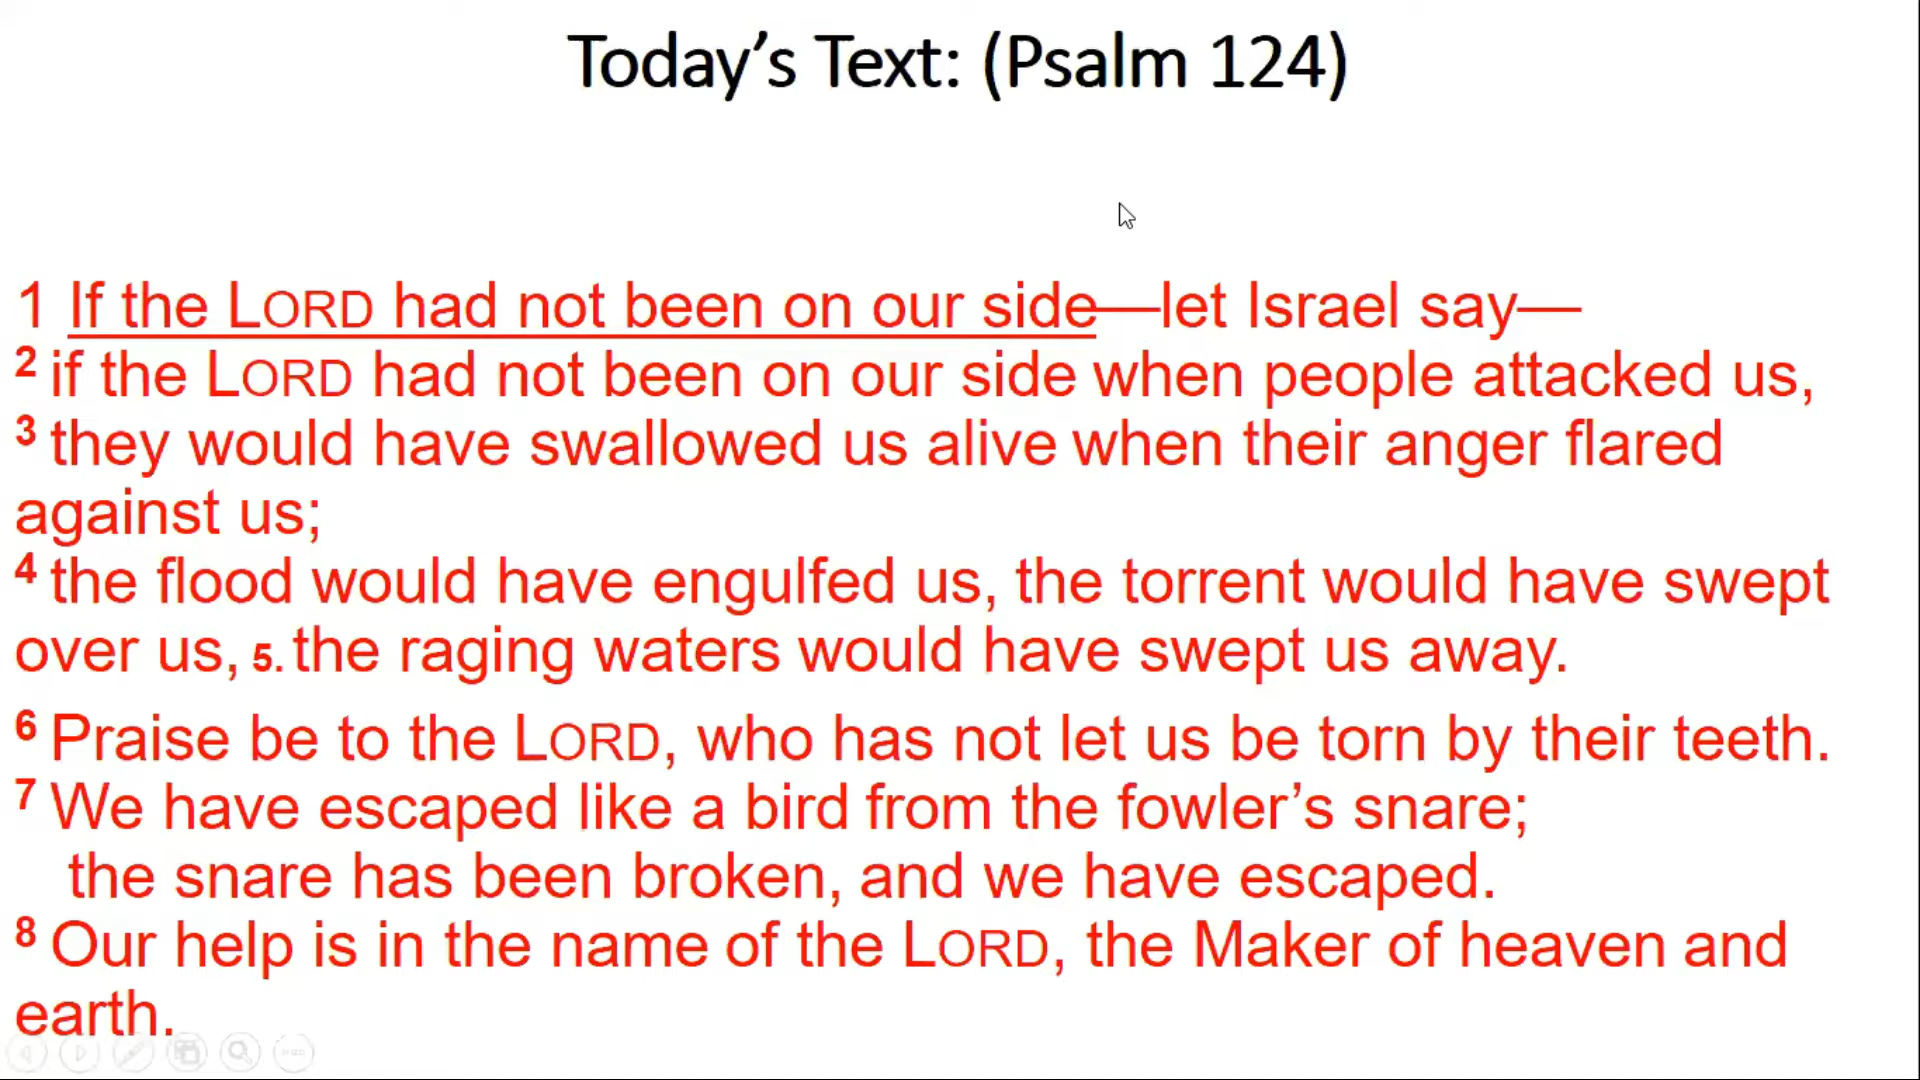 Today’s Text: (Psalm 124)
1 If the LORD had not been on our side—let Israel say—
2 if the LORD had not been on our side when people attacked us,
3 they would have swallowed us alive when their anger flared
against us;
4 the flood would have engulfed us, the torrent would have swept
over us, 5. the raging waters would have swept us away.
6 Praise be to the LORD, who has not let us be torn by their teeth.
7 We have escaped like a bird from the fowler’s snare;
the snare has been broken, and we have escaped.
8 Our help is in the name of the LORD, the Maker of heaven and
earth.